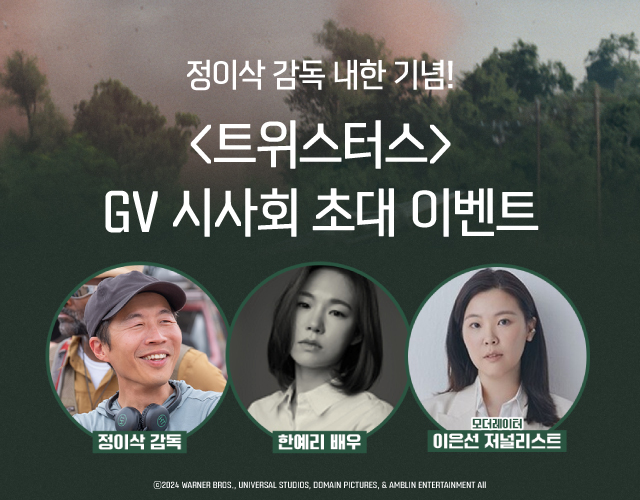 정이삭 감독 내한 기념!
<트위스터스>
GV 시사회 초대 이벤트
정이삭 감독
한예리 배우
모더레이터
이은선 저널리스트
ⓒ2024 WARNER BROS., UNIVERSAL STUDIOS, DOMAIN PICTURES, & AMBLIN ENTERTAINMENT All